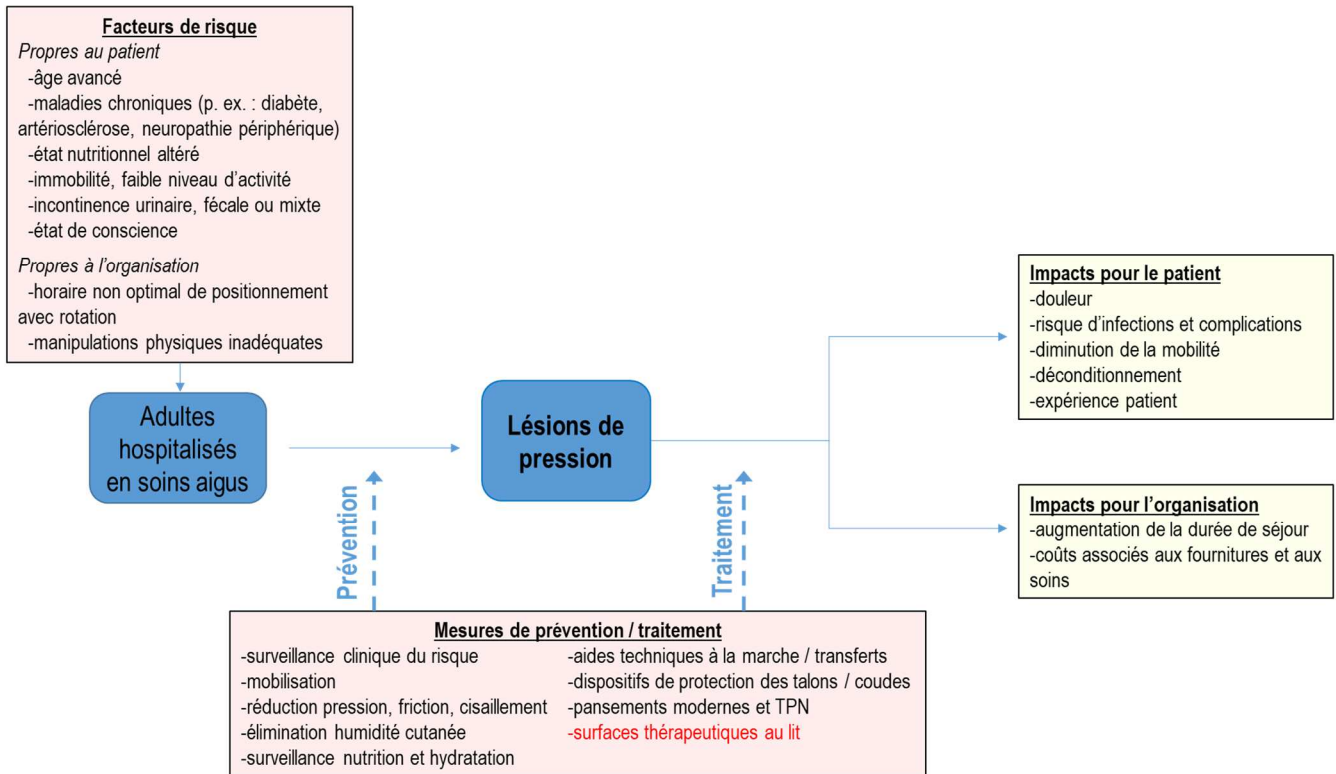 Facteurs de risque
Propres au patient
-âge avancé
-maladies chroniques (p. ex. : diabète,
artériosclérose, neuropathie périphérique)
-état nutritionnel altéré
-immobilité, faible niveau d’activité
-incontinence urinaire, fécale ou mixte
-état de conscience
Propres à l’organisation
-horaire non optimal de positionnement
avec rotation
-manipulations physiques inadéquates
Adultes
hospitalisés
en soins aigus
Prévention
Lésions de
pression
Traitement
Impacts pour le patient
-douleur
-risque d’infections et complications
-diminution de la mobilité
-déconditionnement
-expérience patient
Impacts pour l’organisation
-augmentation de la durée de séjour
-coûts associés aux fournitures et aux
soins
Mesures de prévention / traitement
-surveillance clinique du risque
-mobilisation
-réduction pression, friction, cisaillement
-élimination humidité cutanée
-surveillance nutrition et hydratation
-aides techniques à la marche / transferts
-dispositifs de protection des talons / coudes
-pansements modernes et TPN
-surfaces thérapeutiques au lit